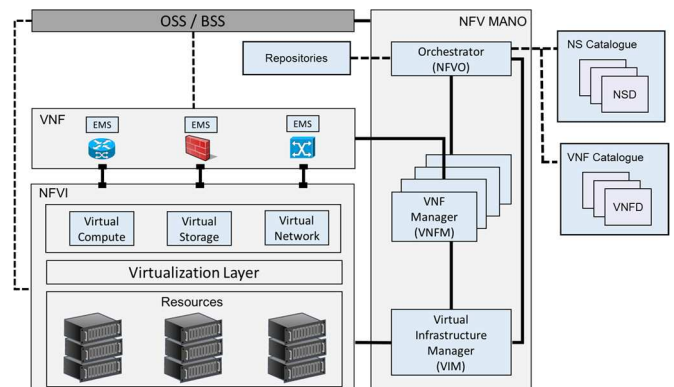 OSS / BSS
NFV MANO
Repositories
Orchestrator
(NFVO)
NS Catalogue
NSD
VNF
EMS
EMS
EMS
VNF Catalogue
VNFD
VNF
Manager
(VNFM)
NFVI
Virtual
Compute
Virtual
Storage
Virtual
Network
Virtualization Layer
Resources
Virtual
Infrastructure
Manager
(VIM)